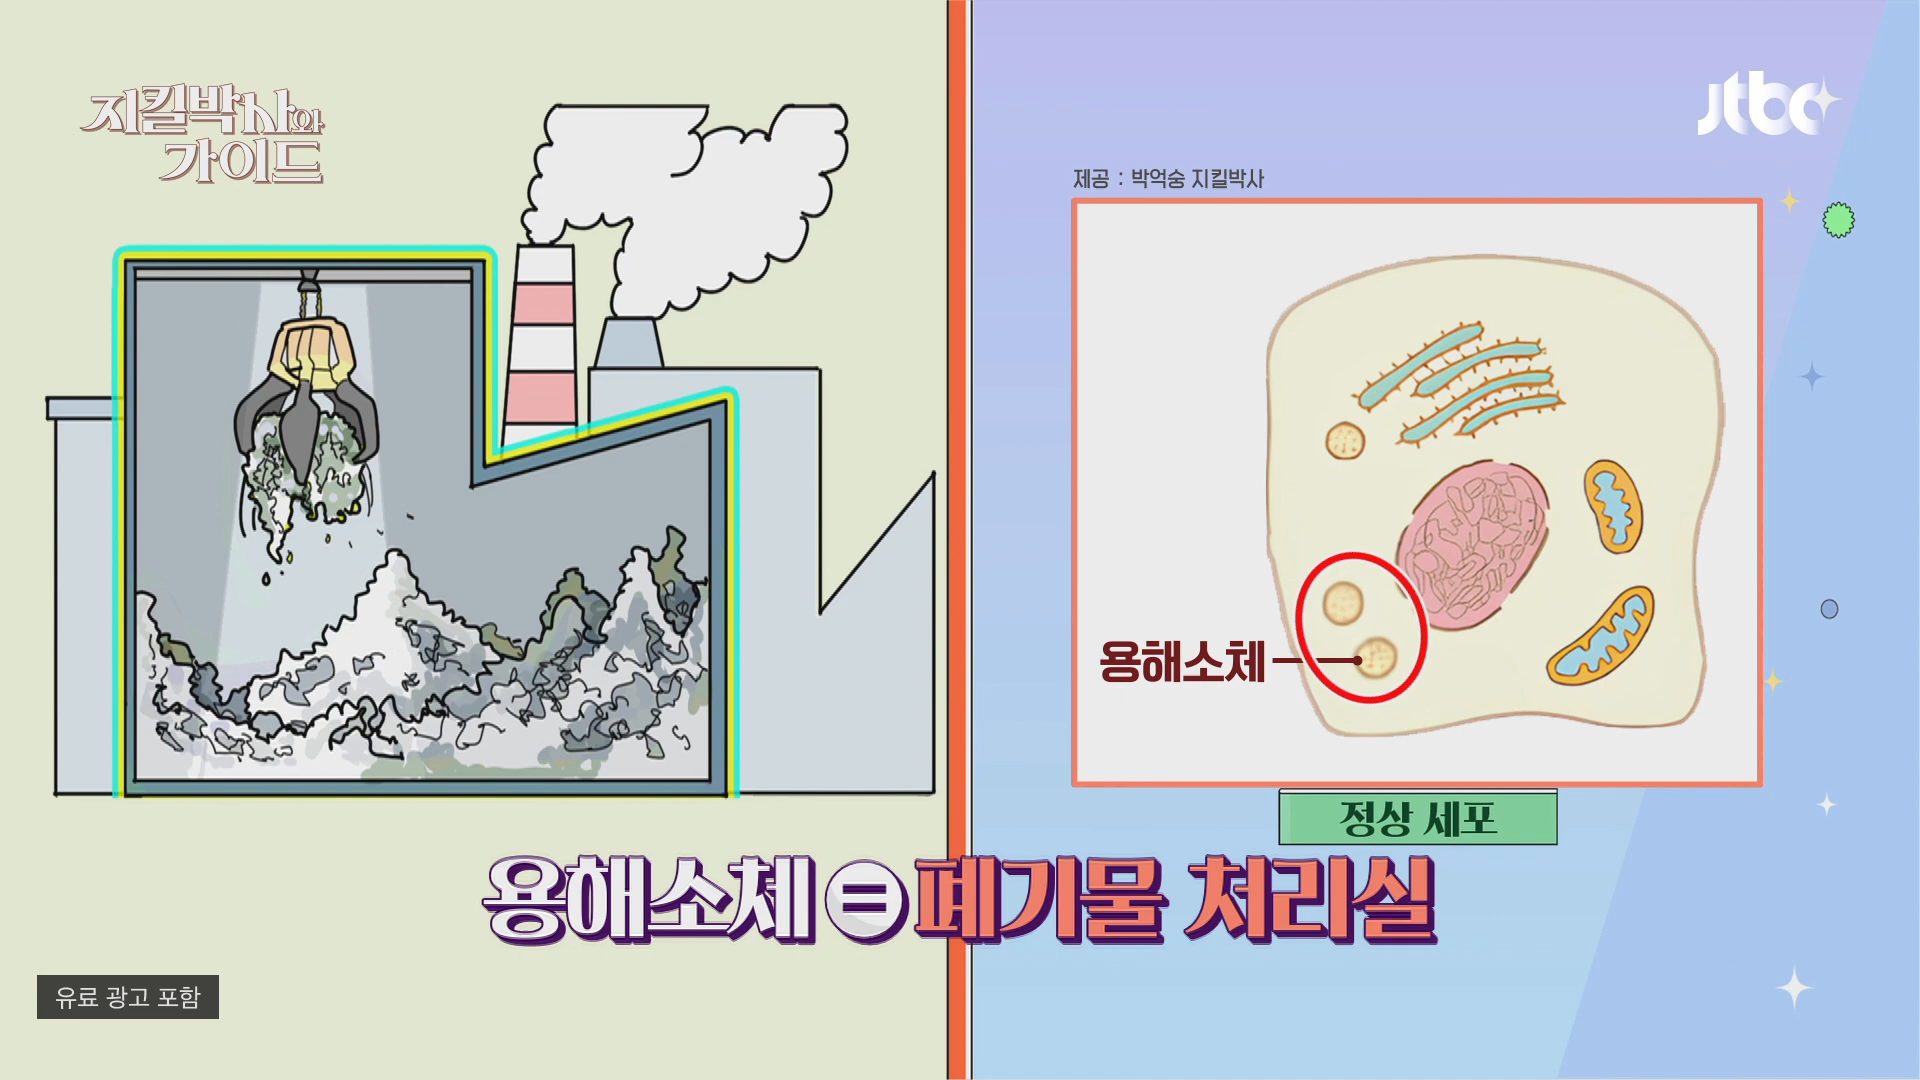 지킬박사와
가이드
jtbc
제공 : 박억숭 지킬박사
용해소체
정상 세포
용해소체 = 폐기물 처리실
유료 광고 포함